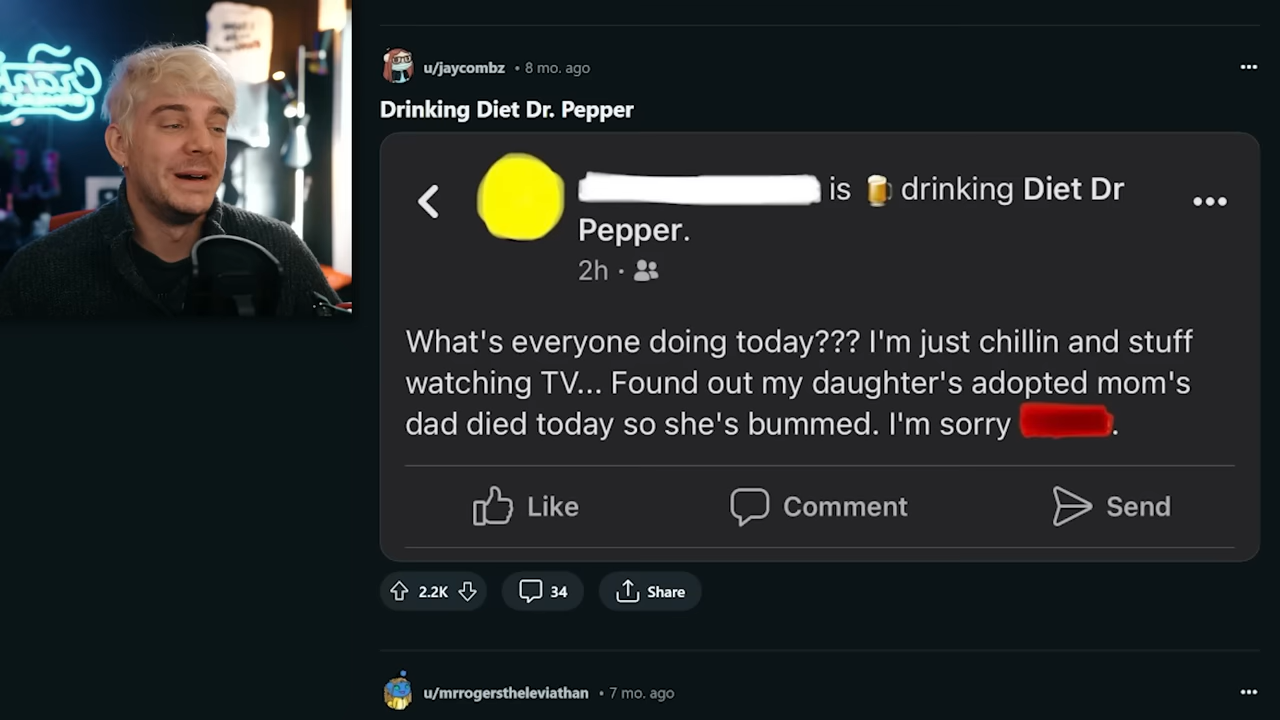 u/jaycombz • 8 mo. ago
Drinking Diet Dr. Pepper
is 🍺 drinking Diet Dr
Pepper.
2h ·
What's everyone doing today??? I'm just chillin and stuff
watching TV... Found out my daughter's adopted mom's
dad died today so she's bummed. I'm sorry .
Like
Comment
Send
2.2K
34
Share
u/mrrogerstheleviathan • 7 mo. ago